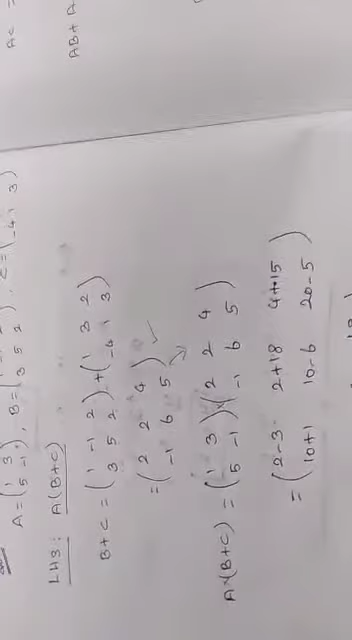 AC =
AB + A
A = (1 3
5 -1), B = (
3 5 2), C = (
-4 1 3)
LHS : A(B+C)
B+C = (1 -1 2
3 5 2) + (1 3 2
-4 1 3)
= (2 2 4
-1 6 5)
A×(B+C) = (1 3
5 -1) × (2 2 4
-1 6 5)
= (2-3 2+18 4+15
10+1 10-6 20-5)